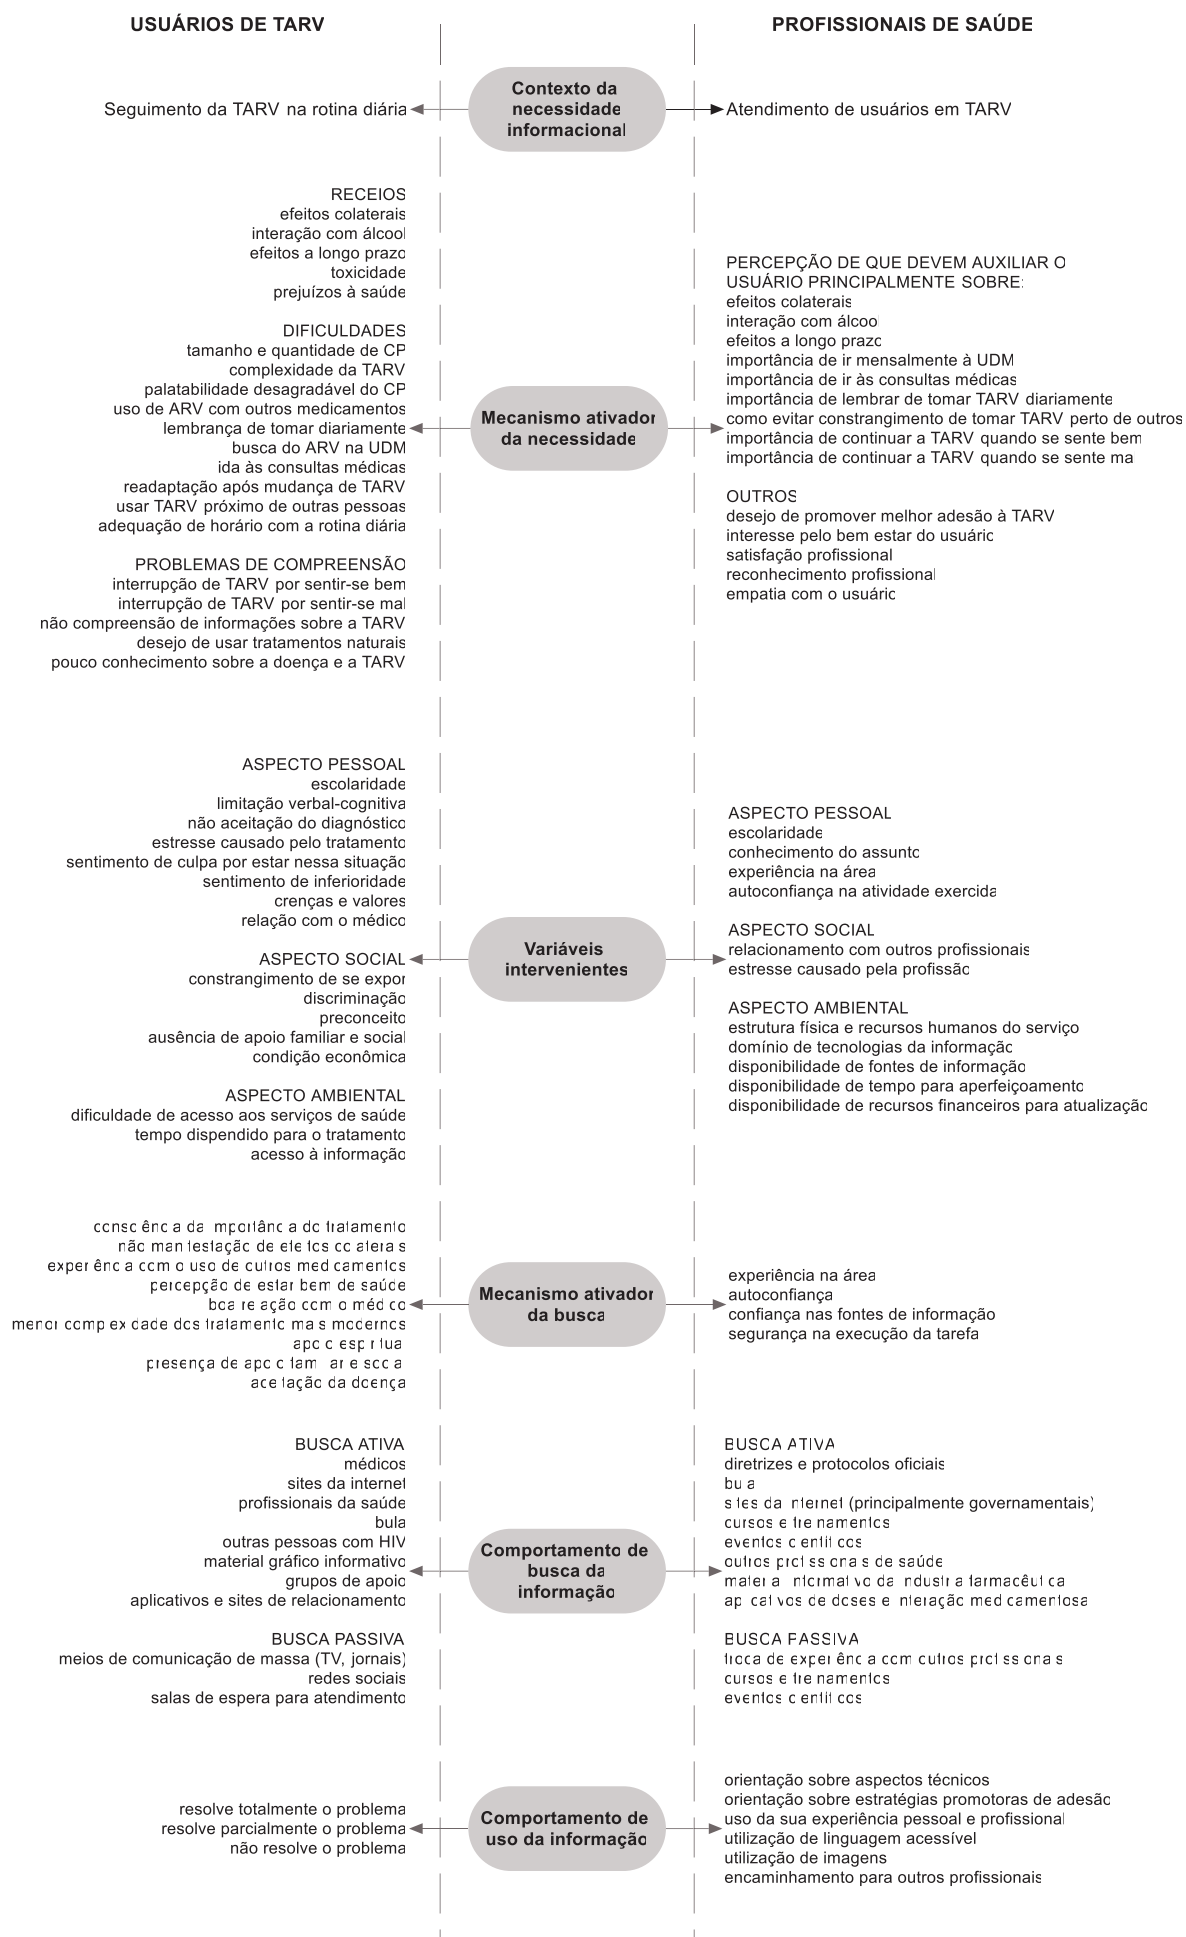 USUÁRIOS DE TARV
PROFISSIONAIS DE SAÚDE
Contexto da
necessidade
informacional
Seguimento da TARV na rotina diária
Atendimento de usuários em TARV
RECEIOS
efeitos colaterais
interação com álcool
efeitos a longo prazo
toxicidade
prejuízos à saúde
DIFICULDADES
tamanho e quantidade de CP
complexidade da TARV
palatabilidade desagradável do CP
uso de ARV com outros medicamentos
lembrança de tomar diariamente
busca do ARV na UDM
ida às consultas médicas
readaptação após mudança de TARV
usar TARV próximo de outras pessoas
adequação de horário com a rotina diária
PROBLEMAS DE COMPREENSÃO
interrupção de TARV por sentir-se bem
interrupção de TARV por sentir-se mal
não compreensão de informações sobre a TARV
desejo de usar tratamentos naturais
pouco conhecimento sobre a doença e a TARV
Mecanismo ativador
da necessidade
PERCEPÇÃO DE QUE DEVEM AUXILIAR O
USUÁRIO PRINCIPALMENTE SOBRE:
efeitos colaterais
interação com álcool
efeitos a longo prazo
importância de ir mensalmente à UDM
importância de ir às consultas médicas
importância de lembrar de tomar TARV diariamente
como evitar constrangimento de tomar TARV perto de outros
importância de continuar a TARV quando se sente bem
importância de continuar a TARV quando se sente mal
OUTROS
desejo de promover melhor adesão à TARV
interesse pelo bem estar do usuário
satisfação profissional
reconhecimento profissional
empatia com o usuário
ASPECTO PESSOAL
escolaridade
limitação verbal-cognitiva
não aceitação do diagnóstico
estresse causado pelo tratamento
sentimento de culpa por estar nessa situação
sentimento de inferioridade
crenças e valores
relação com o médico
ASPECTO SOCIAL
constrangimento de se expor
discriminação
preconceito
ausência de apoio familiar e social
condição econômica
ASPECTO AMBIENTAL
dificuldade de acesso aos serviços de saúde
tempo dispendido para o tratamento
acesso à informação
Variáveis
intervenientes
ASPECTO PESSOAL
escolaridade
conhecimento do assunto
experiência na área
autoconfiança na atividade exercida
ASPECTO SOCIAL
relacionamento com outros profissionais
estresse causado pela profissão
ASPECTO AMBIENTAL
estrutura física e recursos humanos do serviço
domínio de tecnologias da informação
disponibilidade de fontes de informação
disponibilidade de tempo para aperfeiçoamento
disponibilidade de recursos financeiros para atualização
consciência da importância do tratamento
não manifestação de efeitos colaterais
experiência com o uso de outros medicamentos
percepção de estar bem de saúde
boa relação com o médico
menor complexidade dos tratamento mais modernos
apoio espiritual
presença de apoio familiar e social
aceitação da doença
Mecanismo ativador
da busca
experiência na área
autoconfiança
confiança nas fontes de informação
segurança na execução da tarefa
BUSCA ATIVA
médicos
sites da internet
profissionais da saúde
bula
outras pessoas com HIV
material gráfico informativo
grupos de apoio
aplicativos e sites de relacionamento
BUSCA PASSIVA
meios de comunicação de massa (TV, jornais)
redes sociais
salas de espera para atendimento
Comportamento de
busca da
informação
BUSCA ATIVA
diretrizes e protocolos oficiais
bula
sites da internet (principalmente governamentais)
cursos e treinamentos
eventos científicos
outros profissionais de saúde
material informativo da indústria farmacêutica
aplicativos de doses e interação medicamentosa
BUSCA PASSIVA
troca de experiência com outros profissionais
cursos e treinamentos
eventos científicos
resolve totalmente o problema
resolve parcialmente o problema
não resolve o problema
Comportamento de
uso da informação
orientação sobre aspectos técnicos
orientação sobre estratégias promotoras de adesão
uso da sua experiência pessoal e profissional
utilização de linguagem acessível
utilização de imagens
encaminhamento para outros profissionais